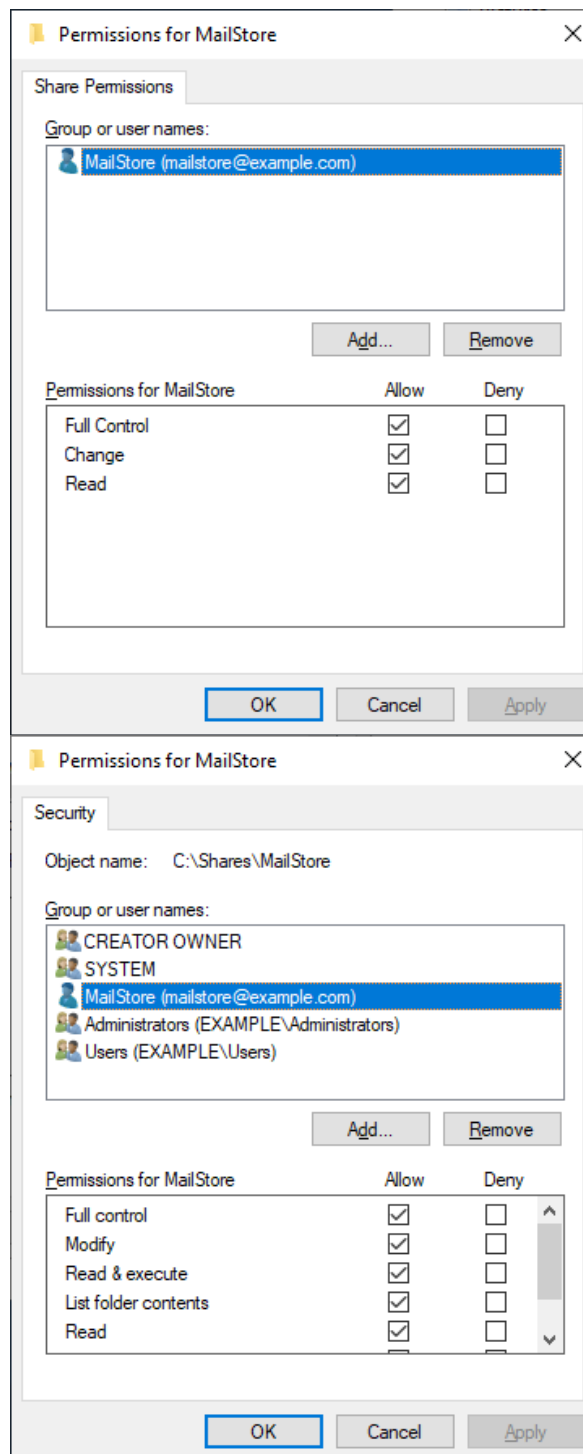 Permissions for MailStore
Share Permissions
Group or user names:
MailStore (mailstore@example.com)
Add... Remove
Permissions for MailStore Allow Deny
Full Control
Change
Read
OK Cancel Apply
Permissions for MailStore
Security
Object name: C:\Shares\MailStore
Group or user names:
CREATOR OWNER
SYSTEM
MailStore (mailstore@example.com)
Administrators (EXAMPLE\Administrators)
Users (EXAMPLE\Users)
Add... Remove
Permissions for MailStore Allow Deny
Full control
Modify
Read & execute
List folder contents
Read
OK Cancel Apply